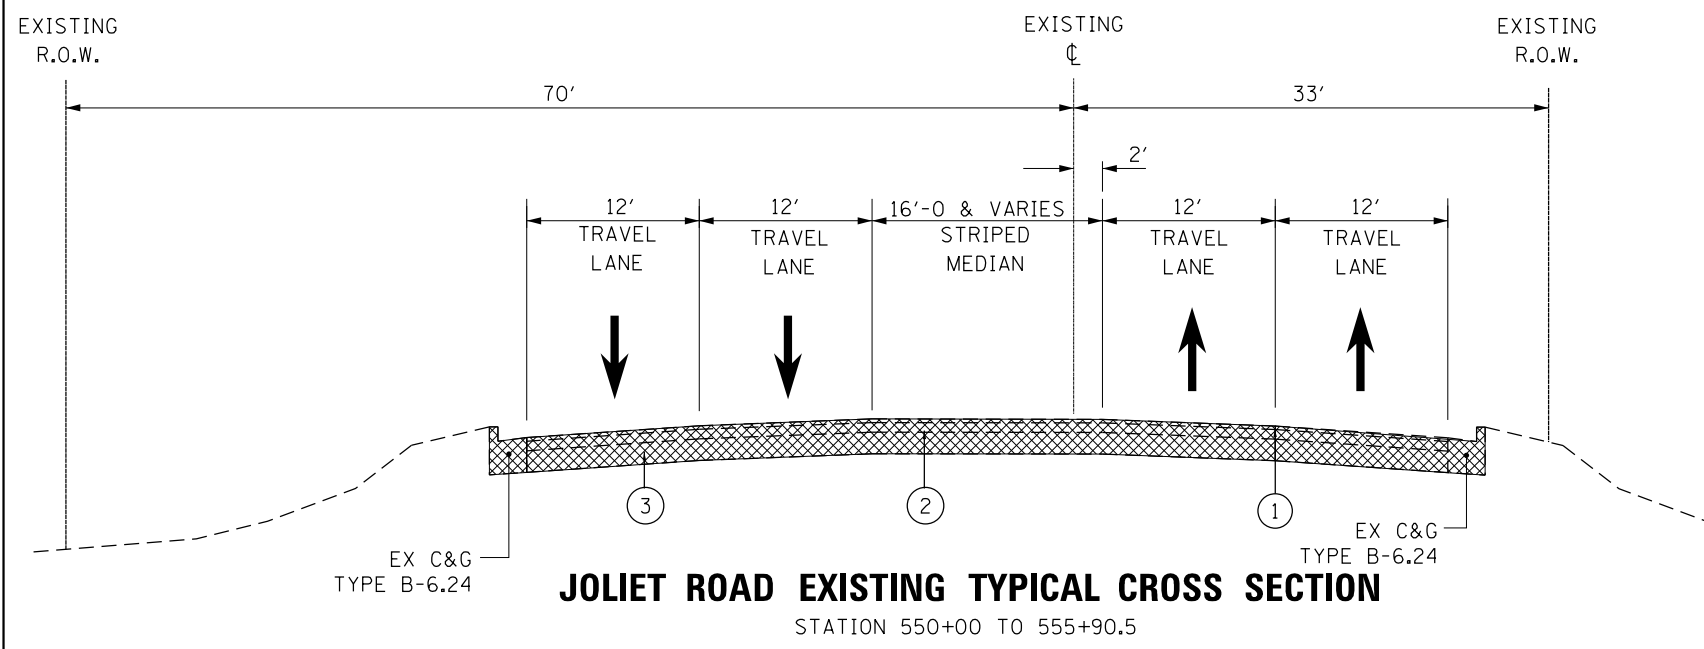 EXISTING
R.O.W.
EXISTING
℄
EXISTING
R.O.W.
70'
33'
2'
12'
TRAVEL
LANE
12'
TRAVEL
LANE
16'-0 & VARIES
STRIPED
MEDIAN
12'
TRAVEL
LANE
12'
TRAVEL
LANE
3
2
1
EX C&G
TYPE B-6.24
EX C&G
TYPE B-6.24
JOLIET ROAD EXISTING TYPICAL CROSS SECTION
STATION 550+00 TO 555+90.5